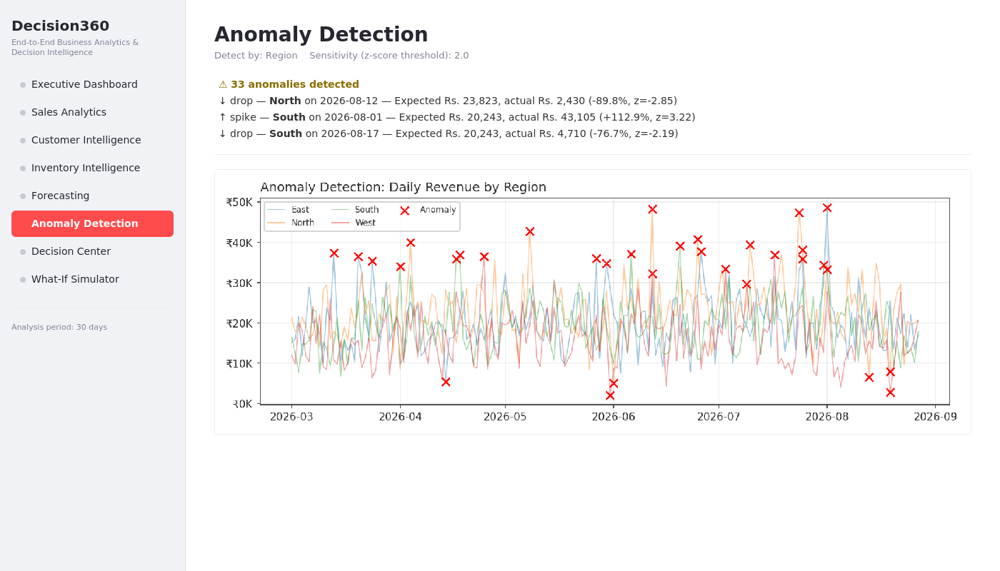 Decision360
End-to-End Business Analytics &
Decision Intelligence
Executive Dashboard
Sales Analytics
Customer Intelligence
Inventory Intelligence
Forecasting
Anomaly Detection
Decision Center
What-If Simulator
Analysis period: 30 days
Anomaly Detection
Detect by: Region Sensitivity (z-score threshold): 2.0
⚠ 33 anomalies detected
↓ drop — North on 2026-08-12 — Expected Rs. 23,823, actual Rs. 2,430 (-89.8%, z=-2.85)
↑ spike — South on 2026-08-01 — Expected Rs. 20,243, actual Rs. 43,105 (+112.9%, z=3.22)
↓ drop — South on 2026-08-17 — Expected Rs. 20,243, actual Rs. 4,710 (-76.7%, z=-2.19)
Anomaly Detection: Daily Revenue by Region
₹50K
₹40K
₹30K
₹20K
₹10K
₹0K
East South Anomaly
North West
2026-03 2026-04 2026-05 2026-06 2026-07 2026-08 2026-09